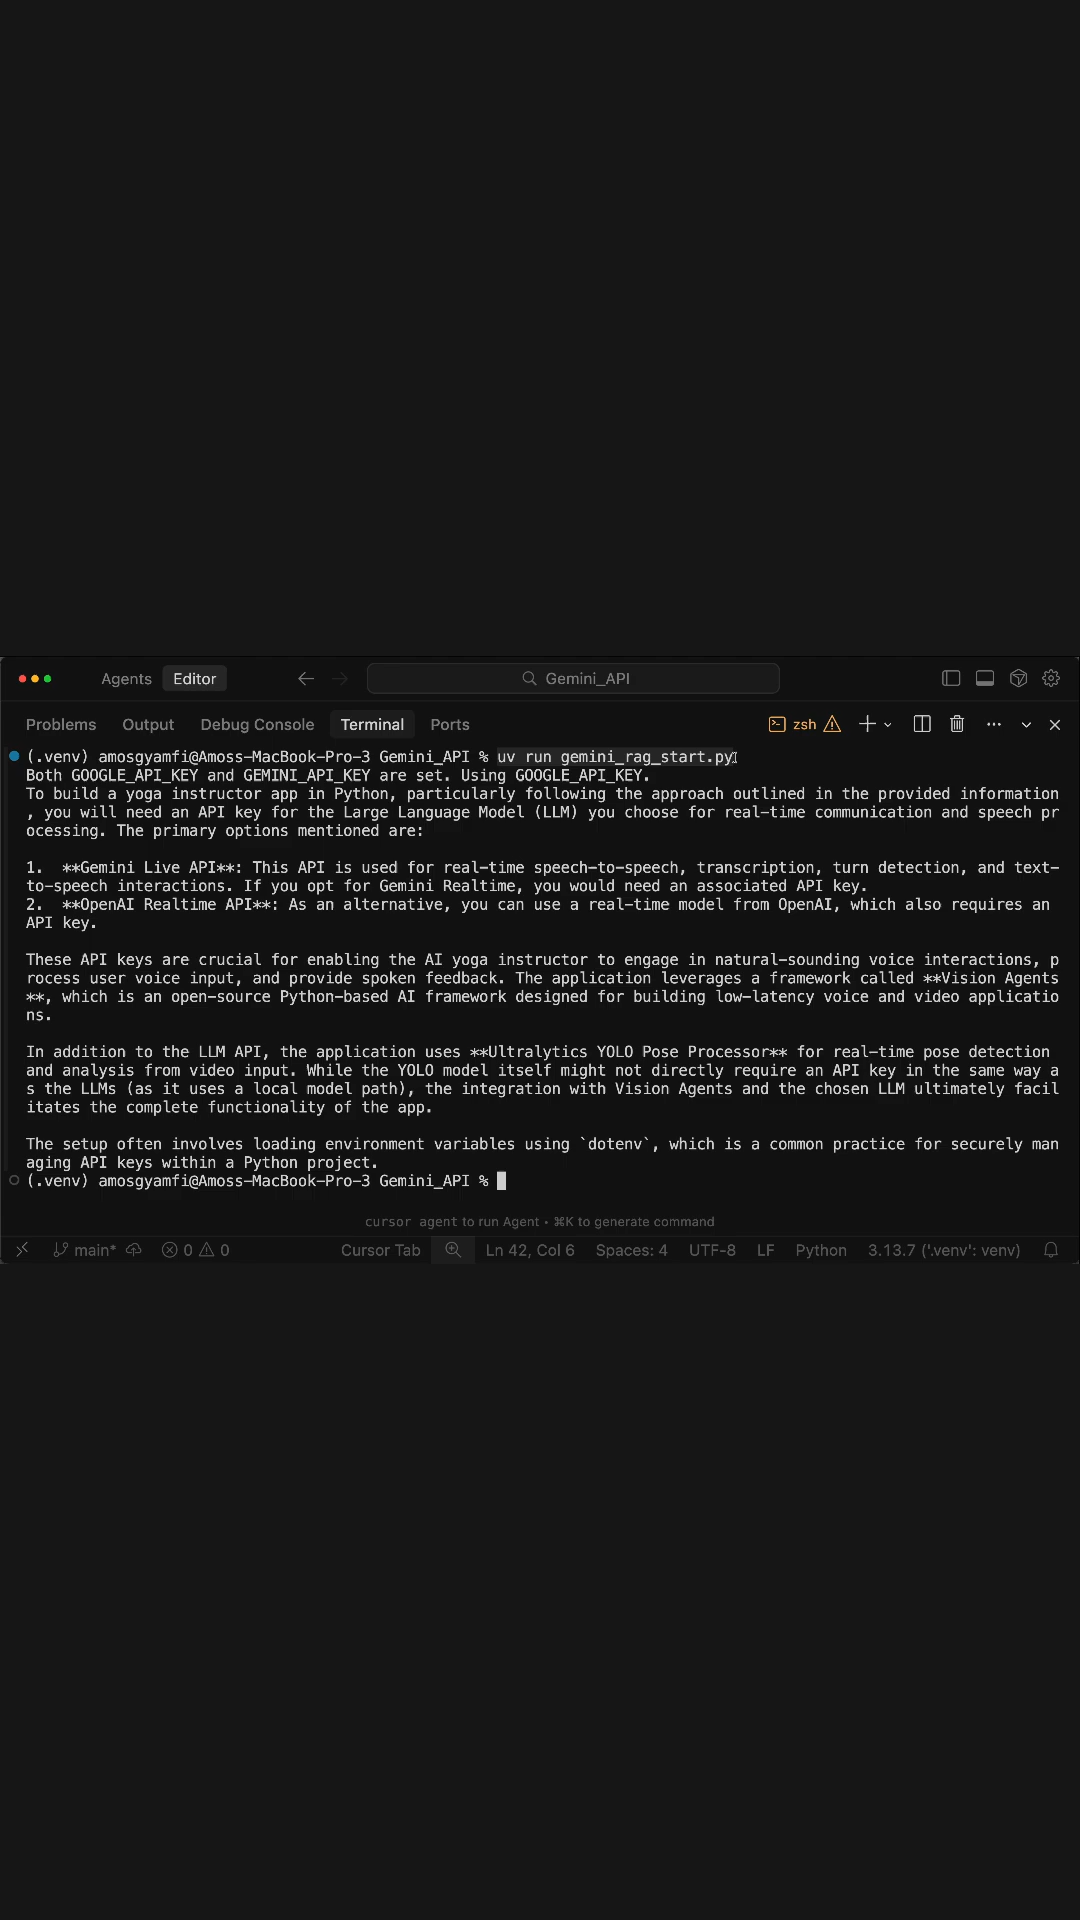 Agents Editor Gemini_API
Problems Output Debug Console Terminal Ports zsh
(.venv) amosgyamfi@Amoss-MacBook-Pro-3 Gemini_API % uv run gemini_rag_start.py
Both GOOGLE_API_KEY and GEMINI_API_KEY are set. Using GOOGLE_API_KEY.
To build a yoga instructor app in Python, particularly following the approach outlined in the provided information
, you will need an API key for the Large Language Model (LLM) you choose for real-time communication and speech pr
ocessing. The primary options mentioned are:
1.  **Gemini Live API**: This API is used for real-time speech-to-speech, transcription, turn detection, and text-
to-speech interactions. If you opt for Gemini Realtime, you would need an associated API key.
2.  **OpenAI Realtime API**: As an alternative, you can use a real-time model from OpenAI, which also requires an
API key.
These API keys are crucial for enabling the AI yoga instructor to engage in natural-sounding voice interactions, p
rocess user voice input, and provide spoken feedback. The application leverages a framework called **Vision Agents
**, which is an open-source Python-based AI framework designed for building low-latency voice and video applicatio
ns.
In addition to the LLM API, the application uses **Ultralytics YOLO Pose Processor** for real-time pose detection
and analysis from video input. While the YOLO model itself might not directly require an API key in the same way a
s the LLMs (as it uses a local model path), the integration with Vision Agents and the chosen LLM ultimately facil
itates the complete functionality of the app.
The setup often involves loading environment variables using `dotenv`, which is a common practice for securely man
aging API keys within a Python project.
(.venv) amosgyamfi@Amoss-MacBook-Pro-3 Gemini_API %
cursor agent to run Agent • ⌘K to generate command
main* 0 0 Cursor Tab Ln 42, Col 6 Spaces: 4 UTF-8 LF Python 3.13.7 ('.venv': venv)